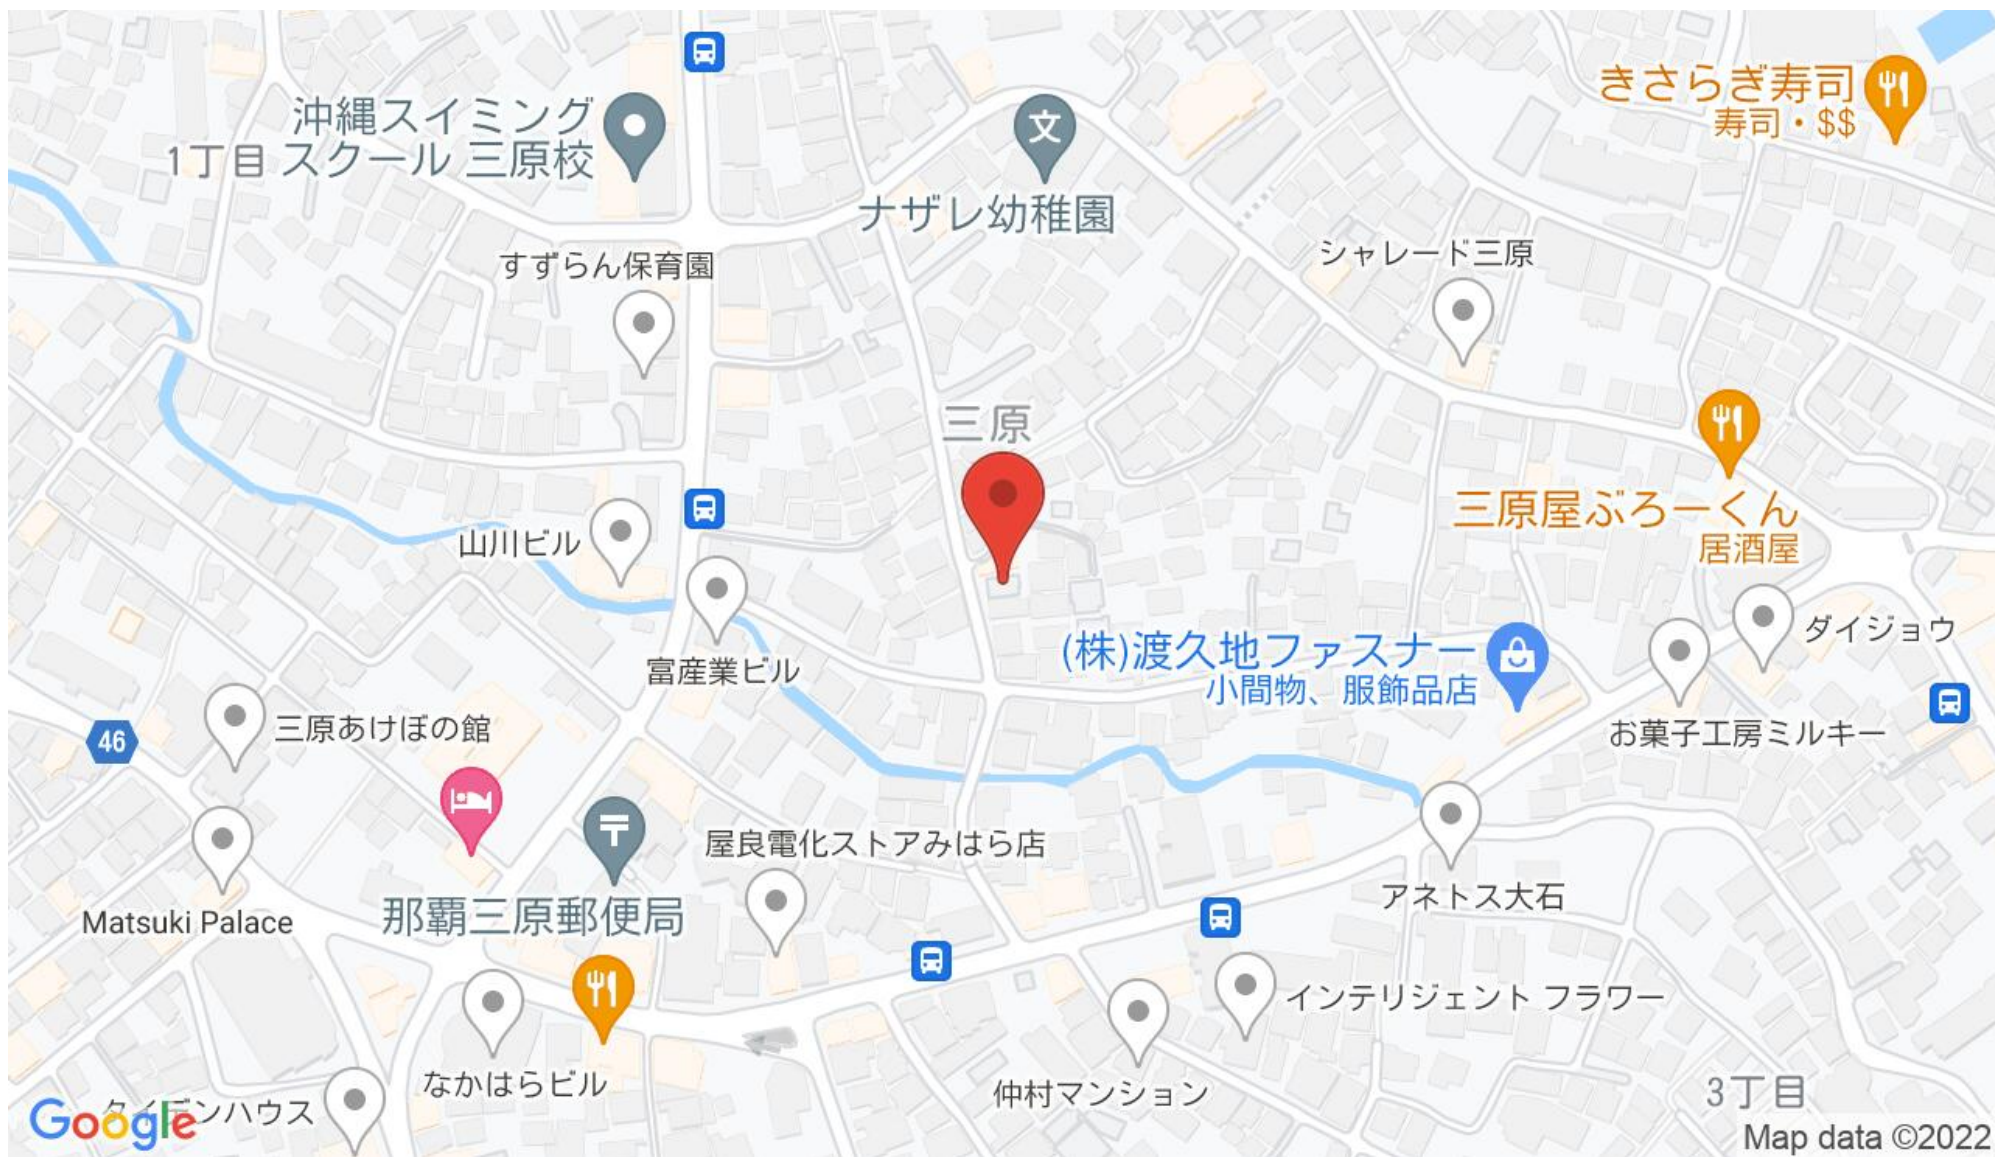 きさらぎ寿司
寿司・$$
沖縄スイミング
スクール 三原校
1丁目
文
ナザレ幼稚園
すずらん保育園
シャレード三原
三原
三原屋ぶろーくん
居酒屋
山川ビル
富産業ビル
(株)渡久地ファスナー
小間物、服飾品店
ダイジョウ
お菓子工房ミルキー
三原あけぼの館
46
屋良電化ストアみはら店
アネトス大石
Matsuki Palace
那覇三原郵便局
インテリジェント フラワー
なかはらビル
仲村マンション
3丁目
Google
ハウス
Map data ©2022